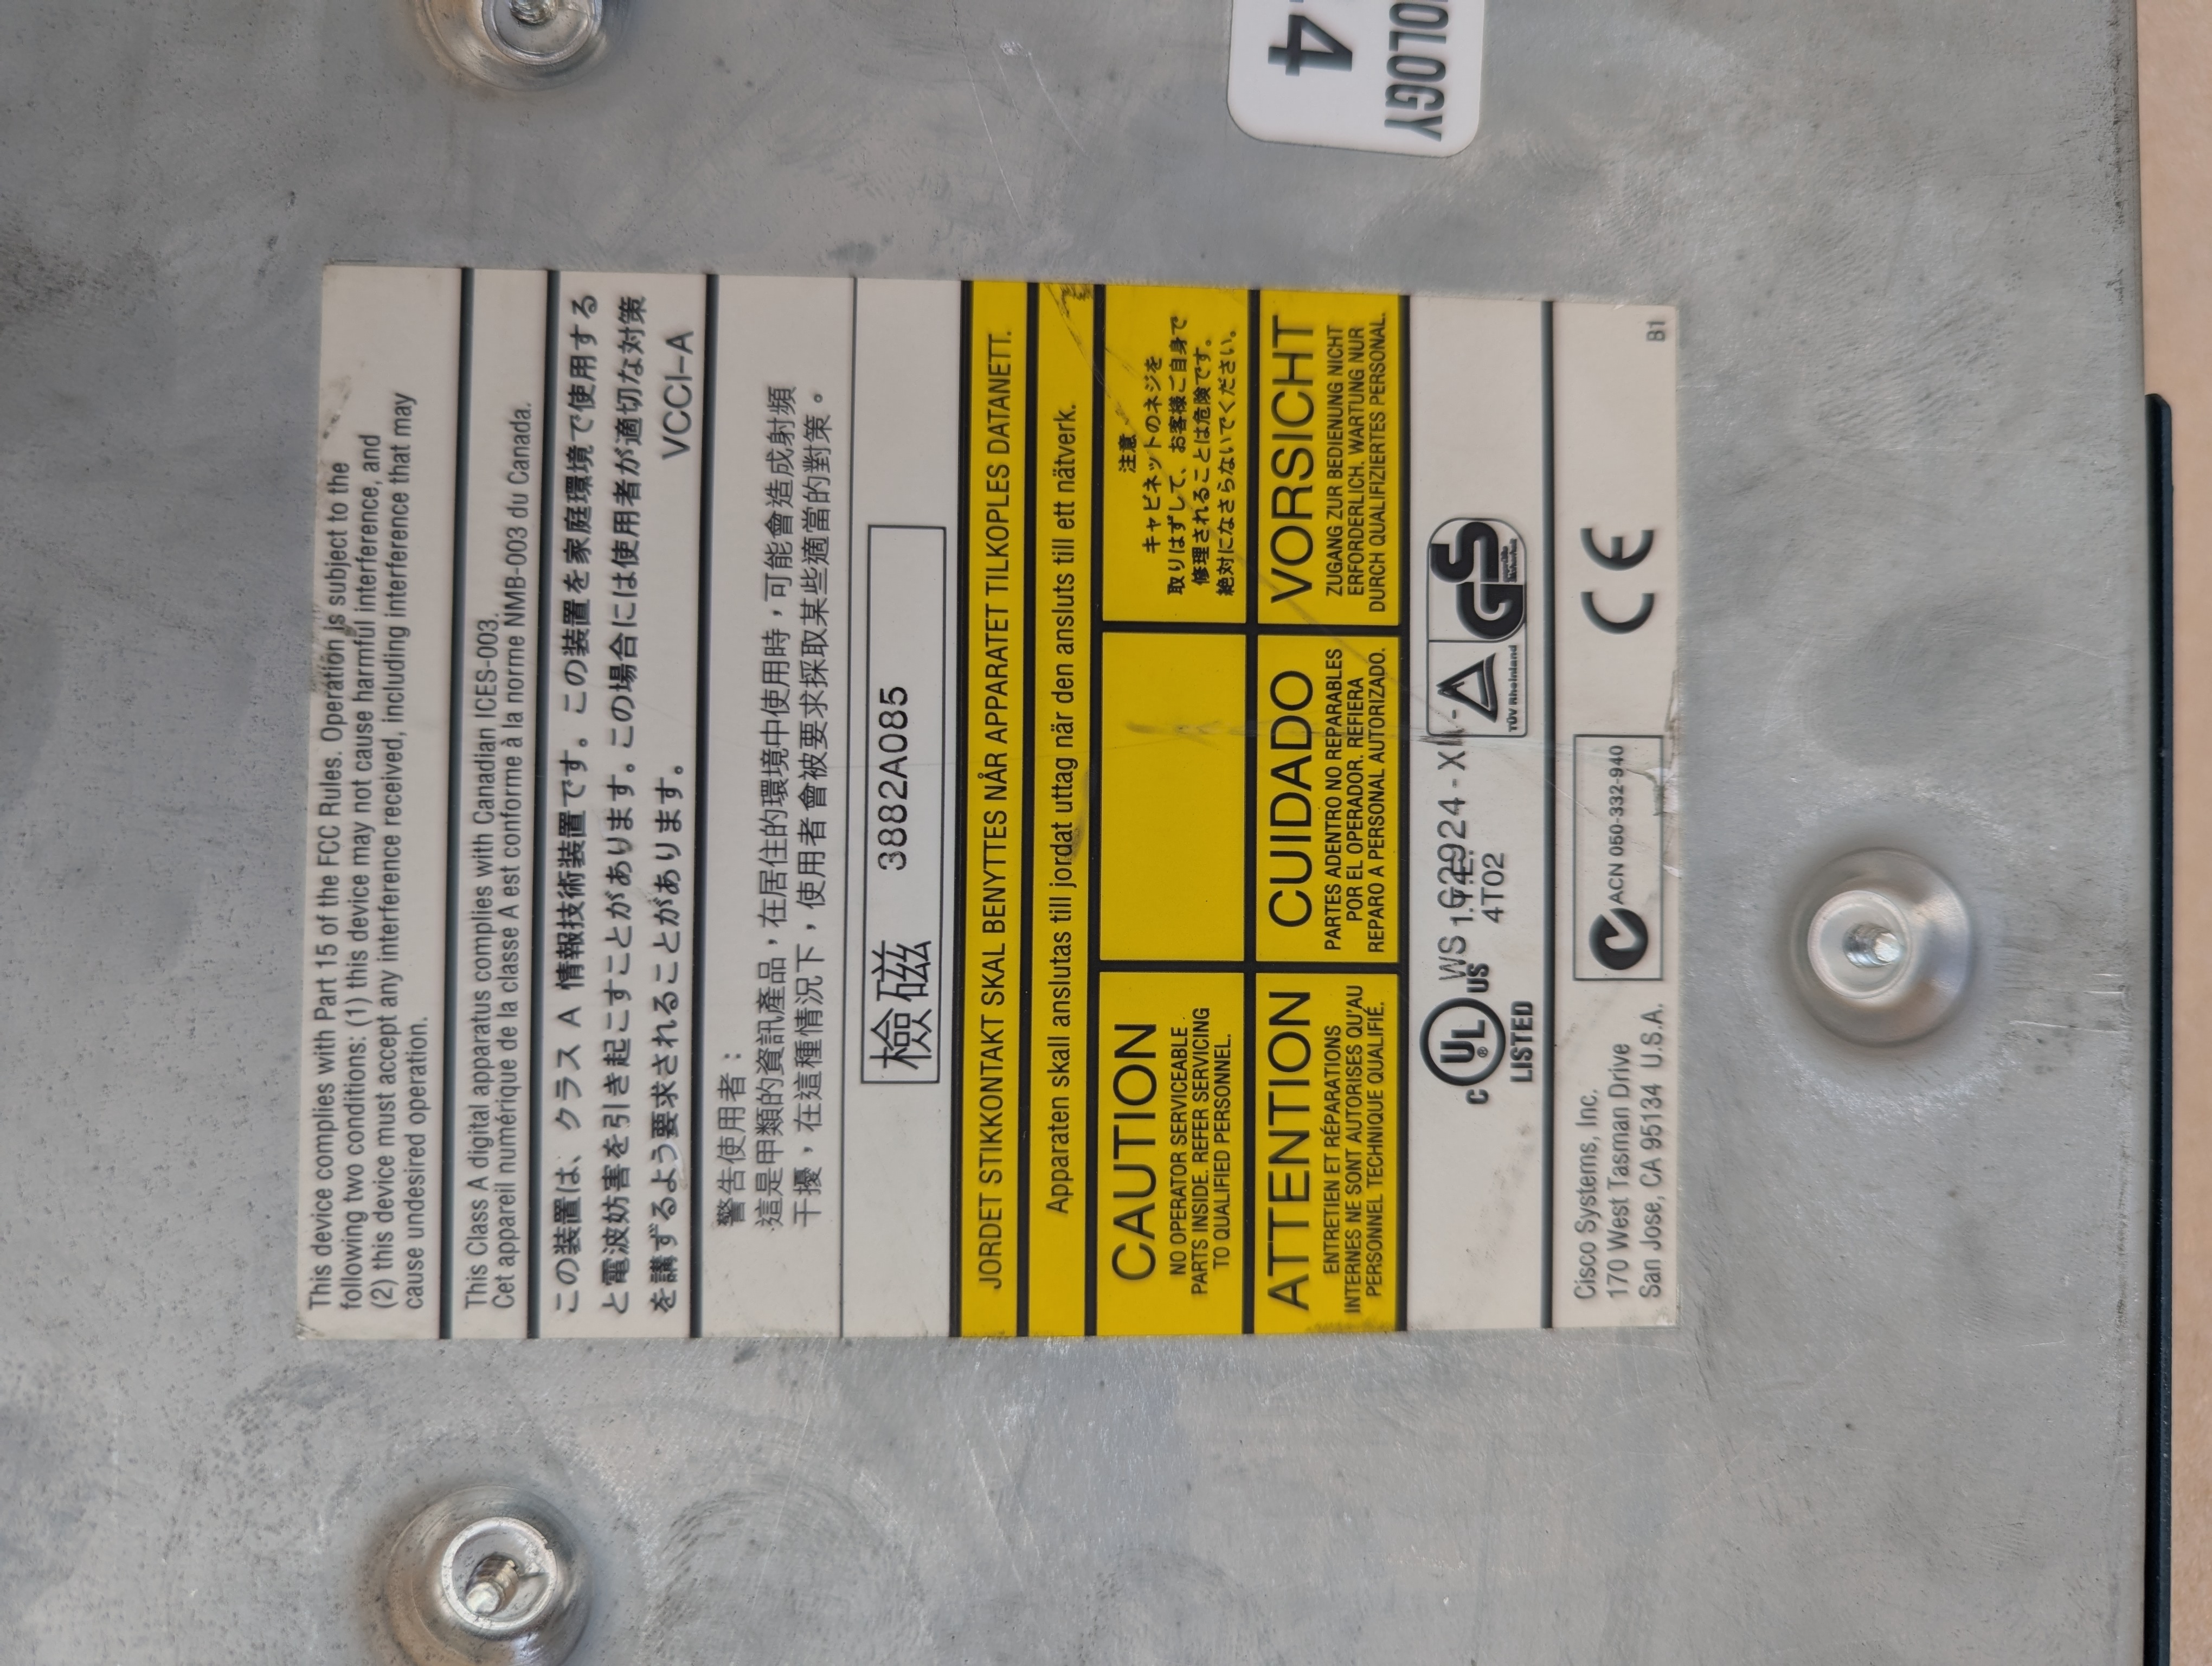 This device complies with Part 15 of the FCC Rules. Operation is subject to the
following two conditions: (1) this device may not cause harmful interference, and
(2) this device must accept any interference received, including interference that may
cause undesired operation.
This Class A digital apparatus complies with Canadian ICES-003.
Cet appareil numérique de la classe A est conforme à la norme NMB-003 du Canada.
この装置は、クラス A 情報技術装置です。この装置を家庭環境で使用する
と電波妨害を引き起こすことがあります。この場合には使用者が適切な対策
を講ずるよう要求されることがあります。
VCCI-A
警告使用者：
這是甲類的資訊產品，在居住的環境中使用時，可能會造成射頻
干擾，在這種情況下，使用者會被要求採取某些適當的對策。
檢磁 3882A085
JORDET STIKKONTAKT SKAL BENYTTES NÅR APPARATET TILKOPLES DATANETT.
Apparaten skall anslutas till jordat uttag när den ansluts till ett nätverk.
CAUTION
NO OPERATOR SERVICEABLE
PARTS INSIDE. REFER SERVICING
TO QUALIFIED PERSONNEL.
注意
キャビネットのネジを
取りはずして、お客様ご自身で
修理されることは危険です。
絶対になさらないでください。
ATTENTION
ENTRETIEN ET RÉPARATIONS
INTERNES NE SONT AUTORISES QU'AU
PERSONNEL TECHNIQUE QUALIFIÉ.
CUIDADO
PARTES ADENTRO NO REPARABLES
POR EL OPERADOR. REFIERA
REPARO A PERSONAL AUTORIZADO.
VORSICHT
ZUGANG ZUR BEDIENUNG NICHT
ERFORDERLICH. WARTUNG NUR
DURCH QUALIFIZIERTES PERSONAL.
C UL ® US
LISTED
I.T.E.
4T02
TÜV Rheinland
GS
Cisco Systems, Inc.
170 West Tasman Drive
San Jose, CA 95134 U.S.A.
ACN 050-332-940
CE
B1
4